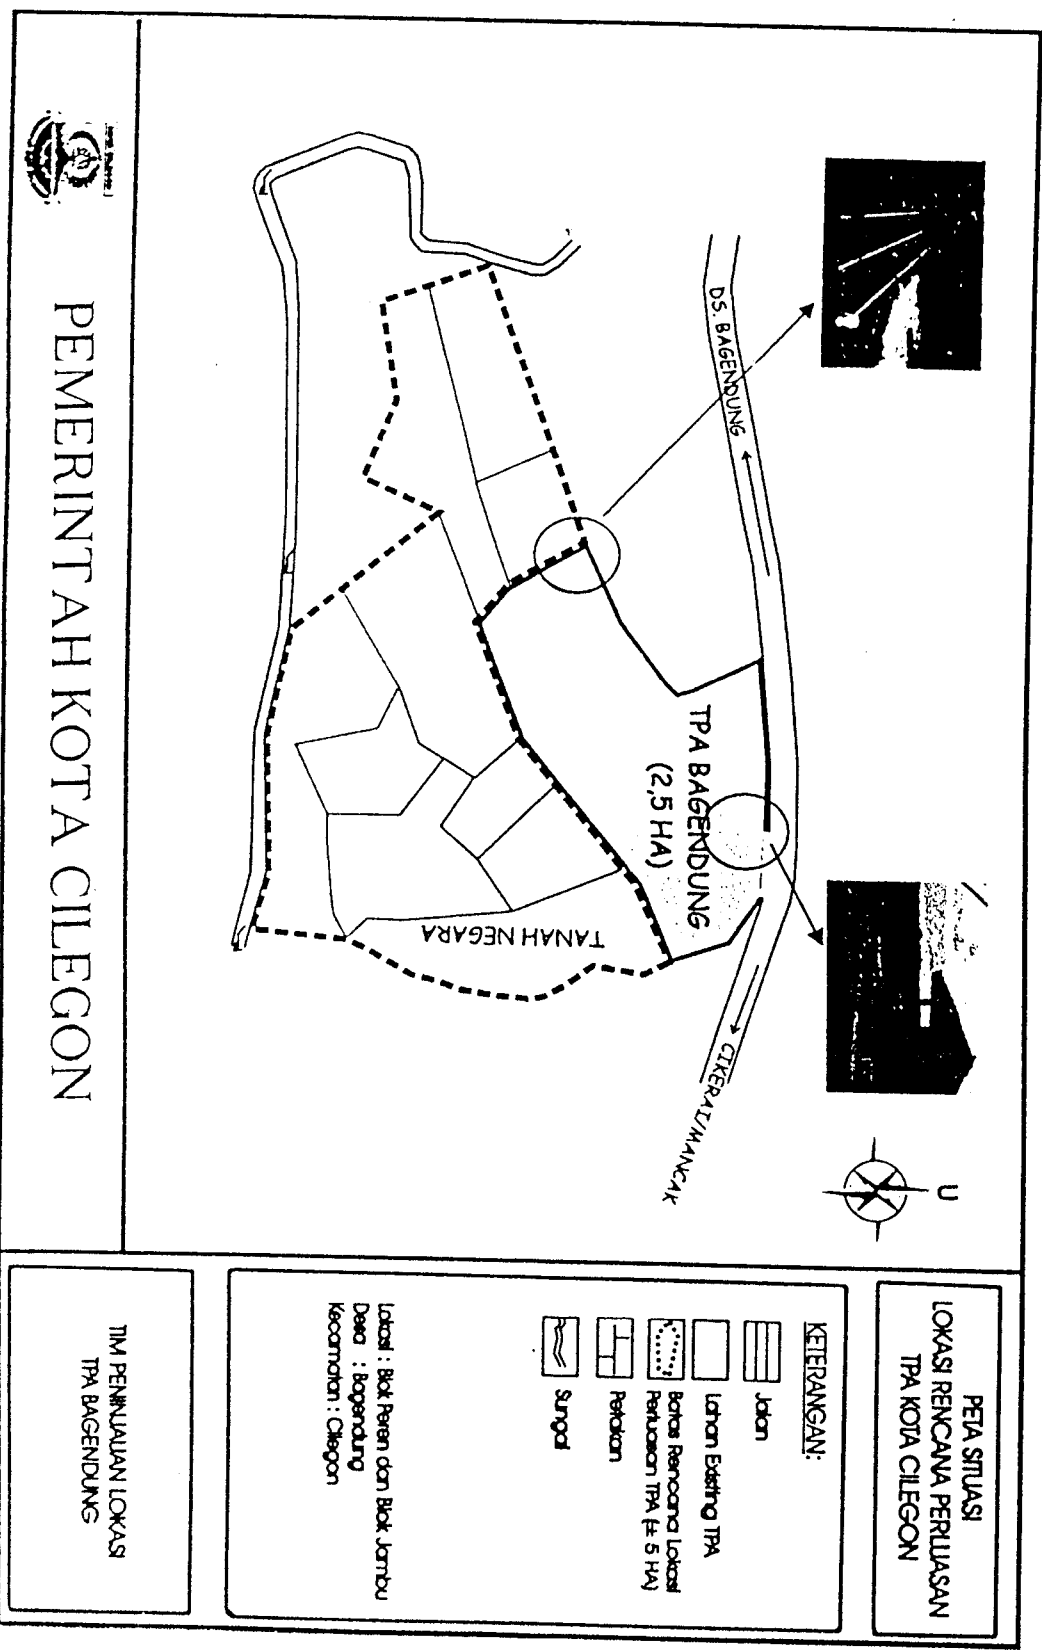 PETA SITUASI
LOKASI RENCANA PERLUASAN
TPA KOTA CILEGON
KETERANGAN:
Jalan
Lahan Existing TPA
Batas Rencana Lokasi
Perluasan TPA (± 5 HA)
Petakan
Sungai
Lokasi : Blok Peren dan Blok Jambu
Desa : Bagendung
Kecamatan : Cilegon
TIM PENINJAUAN LOKASI
TPA BAGENDUNG
U
DS. BAGENDUNG
CIKERAI/MANCAK
TPA BAGENDUNG
(2,5 HA)
TANAH NEGARA
PEMERINTAH KOTA CILEGON